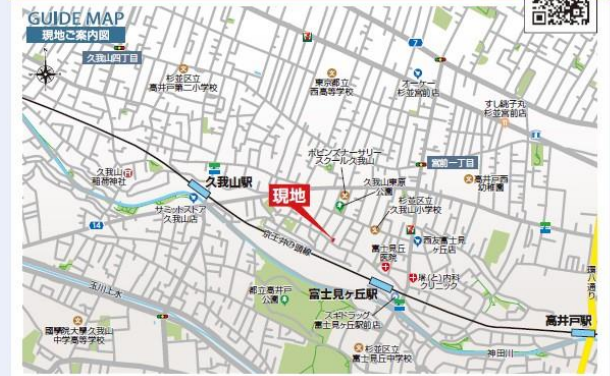 GUIDE MAP
現地ご案内図
久我山四丁目
杉並区立
高井戸第二小学校
東京都立
西高等学校
7
オーケー
杉並宮前店
すし銚子丸
杉並宮前店
ポピンズナーサリー
スクール久我山
宮前一丁目
久我山
稲荷神社
久我山駅
現地
久我山東原
公園
高井戸西
幼稚園
杉並区立
久我山小学校
サミットストア
久我山店
14
京王井の頭線
富士見丘
医院
西友富士見
ヶ丘店
堀(と)内科
クリニック
環八通り
玉川上水
都立高井戸
公園
富士見ヶ丘駅
スギドラッグ
富士見ヶ丘駅前店
高井戸駅
國學院大學久我山
中学高等学校
杉並区立
富士見丘中学校
神田川